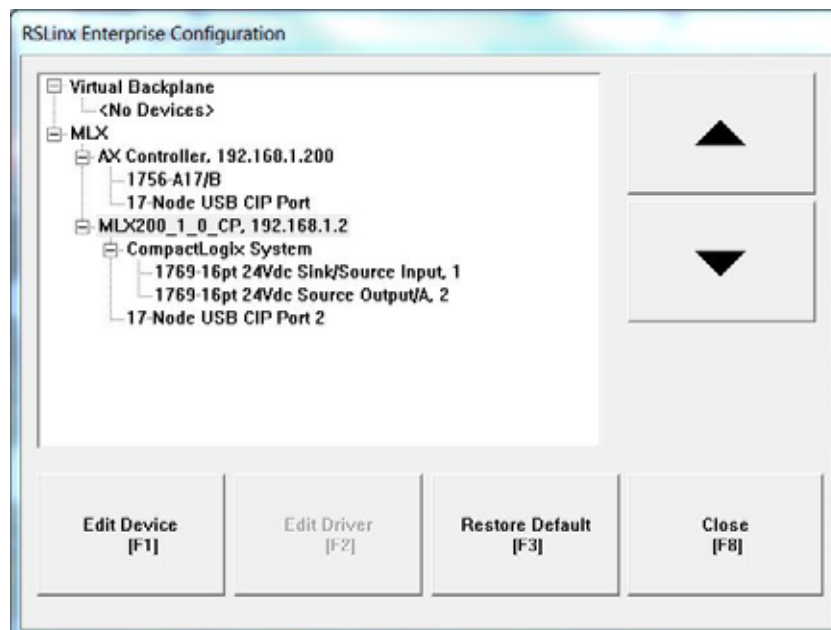 RSLinx Enterprise Configuration
Virtual Backplane
<No Devices>
MLX
AX Controller, 192.160.1.200
1756-A17/B
17-Node USB CIP Port
MLX200_1_0_CP, 192.168.1.2
CompactLogix System
1769-16pt 24Vdc Sink/Source Input, 1
1769-16pt 24Vdc Source Output/A, 2
17-Node USB CIP Port 2
Edit Device
[F1]
Edit Driver
[F2]
Restore Default
[F3]
Close
[F8]